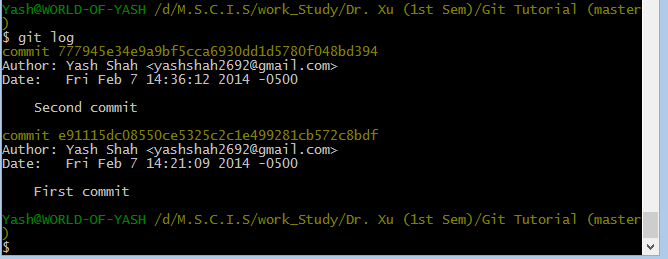 Yash@WORLD-OF-YASH /d/M.S.C.I.S/work_Study/Dr. Xu (1st Sem)/Git Tutorial (master
)
$ git log
commit 777945e34e9a9bf5cca6930dd1d5780f048bd394
Author: Yash Shah <yashshah2692@gmail.com>
Date:   Fri Feb 7 14:36:12 2014 -0500
    Second commit
commit e91115dc08550ce5325c2c1e499281cb572c8bdf
Author: Yash Shah <yashshah2692@gmail.com>
Date:   Fri Feb 7 14:21:09 2014 -0500
    First commit
Yash@WORLD-OF-YASH /d/M.S.C.I.S/work_Study/Dr. Xu (1st Sem)/Git Tutorial (master
)
$